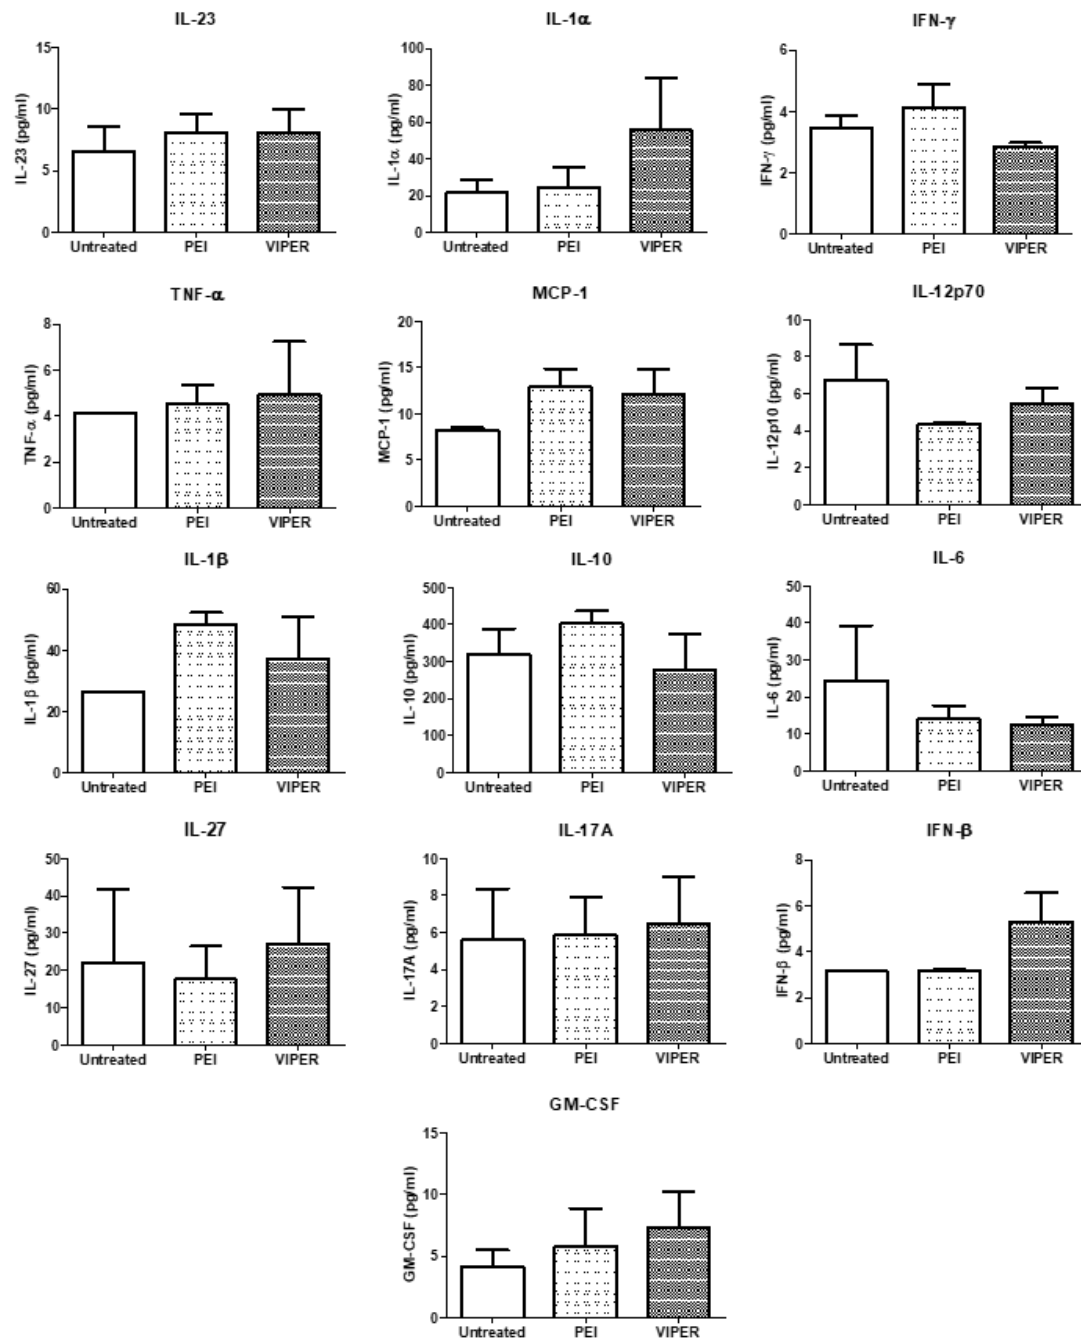 IL-23
IL-23 (pg/ml)
15
10
5
0
Untreated PEI VIPER
IL-1α
IL-1α (pg/ml)
100
80
60
40
20
0
Untreated PEI VIPER
IFN-γ
IFN-γ (pg/ml)
6
4
2
0
Untreated PEI VIPER
TNF-α
TNF-α (pg/ml)
8
6
4
2
0
Untreated PEI VIPER
MCP-1
MCP-1 (pg/ml)
20
15
10
5
0
Untreated PEI VIPER
IL-12p70
IL-12p10 (pg/ml)
10
8
6
4
2
0
Untreated PEI VIPER
IL-1β
IL-1β (pg/ml)
60
40
20
0
Untreated PEI VIPER
IL-10
IL-10 (pg/ml)
500
400
300
200
100
0
Untreated PEI VIPER
IL-6
IL-6 (pg/ml)
50
40
30
20
10
0
Untreated PEI VIPER
IL-27
IL-27 (pg/ml)
50
40
30
20
10
0
Untreated PEI VIPER
IL-17A
IL-17A (pg/ml)
10
8
6
4
2
0
Untreated PEI VIPER
IFN-β
IFN-β (pg/ml)
8
6
4
2
0
Untreated PEI VIPER
GM-CSF
GM-CSF (pg/ml)
15
10
5
0
Untreated PEI VIPER